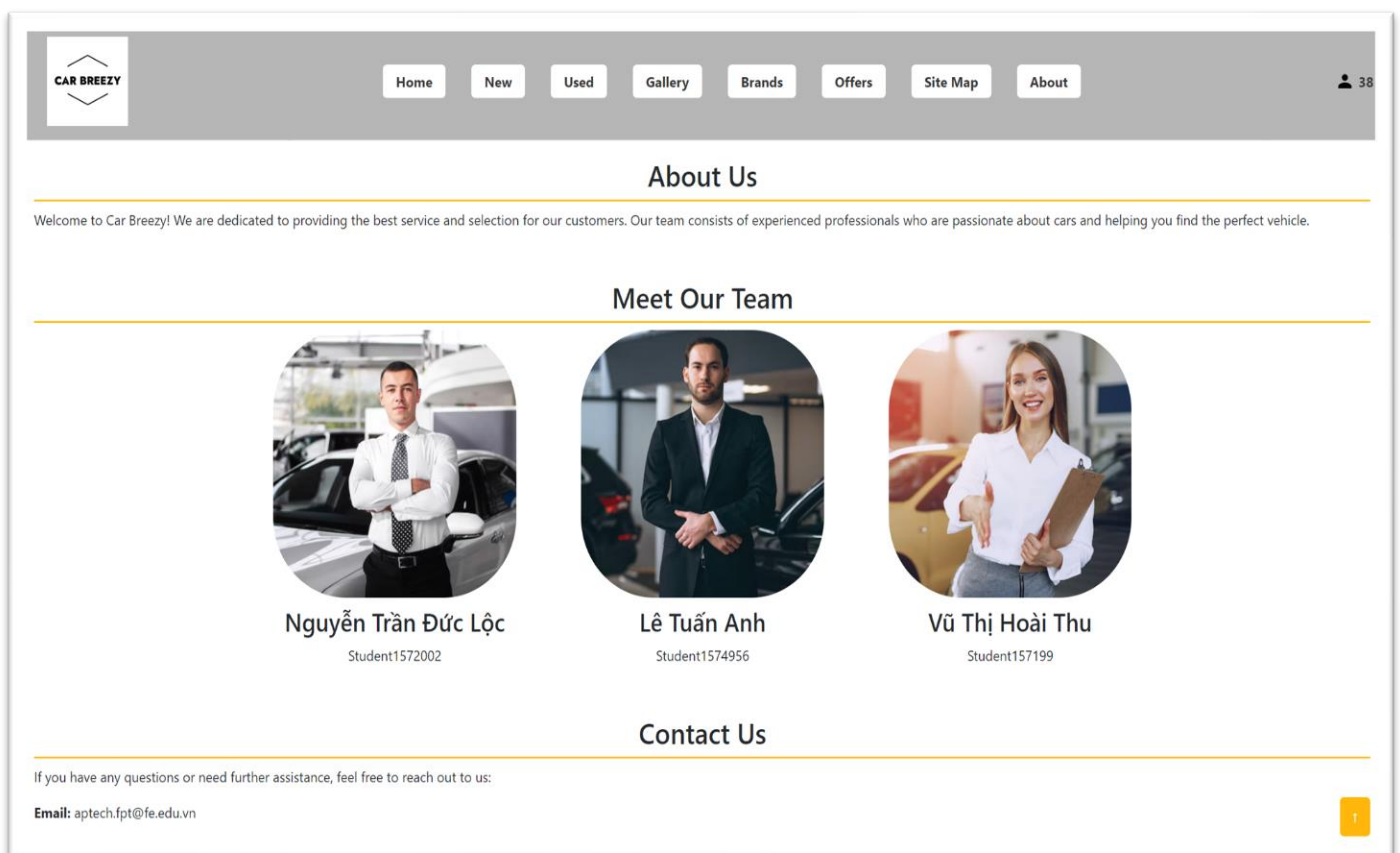 CAR BREEZY
Home New Used Gallery Brands Offers Site Map About
38
About Us
Welcome to Car Breezy! We are dedicated to providing the best service and selection for our customers. Our team consists of experienced professionals who are passionate about cars and helping you find the perfect vehicle.
Meet Our Team
Nguyễn Trần Đức Lộc Lê Tuấn Anh Vũ Thị Hoài Thu
Student1572002 Student1574956 Student157199
Contact Us
If you have any questions or need further assistance, feel free to reach out to us:
Email: aptech.fpt@fe.edu.vn
↑